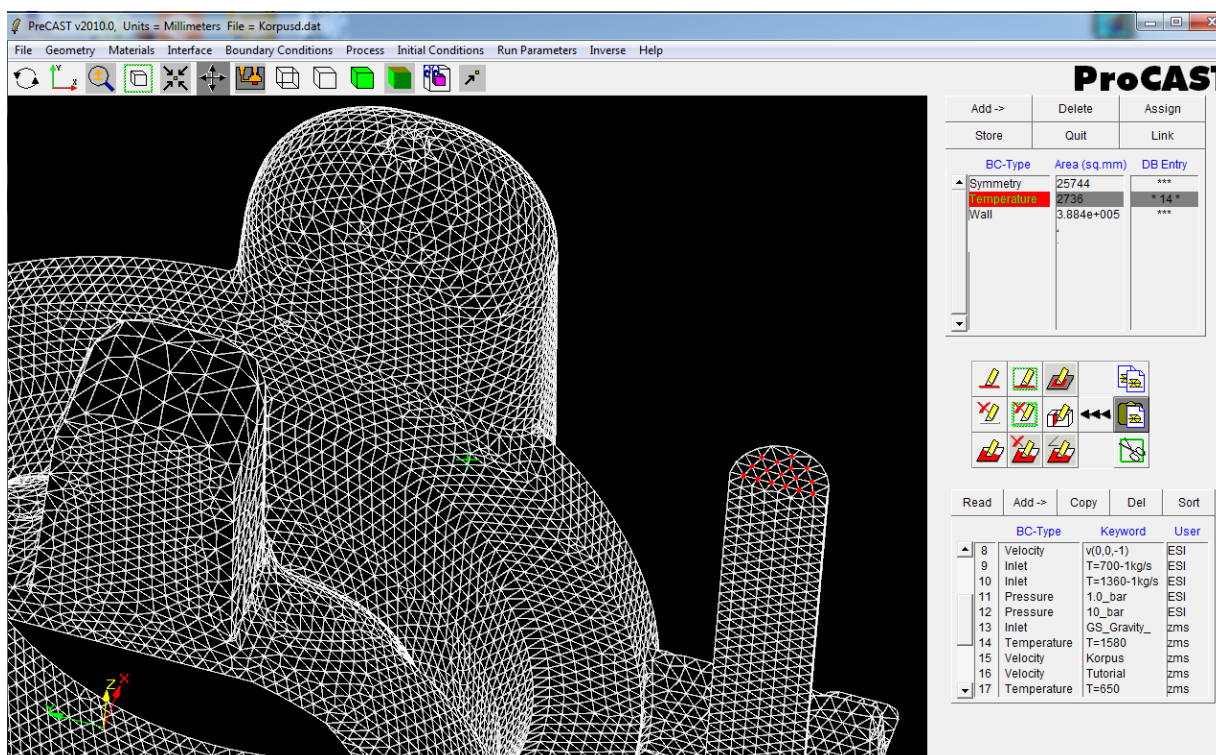 PreCAST v2010.0, Units = Millimeters File = Korpusd.dat
File Geometry Materials Interface Boundary Conditions Process Initial Conditions Run Parameters Inverse Help
ProCAST
Add -> Delete Assign
Store Quit Link
BC-Type Area (sq.mm) DB Entry
Symmetry 25744 ***
Temperature 2736 * 14 *
Wall 3.884e+005 ***
Read Add -> Copy Del Sort
BC-Type Keyword User
8 Velocity v(0,0,-1) ESI
9 Inlet T=700-1kg/s ESI
10 Inlet T=1360-1kg/s ESI
11 Pressure 1.0_bar ESI
12 Pressure 10_bar ESI
13 Inlet GS_Gravity_ zms
14 Temperature T=1580 zms
15 Velocity Korpus zms
16 Velocity Tutorial zms
17 Temperature T=650 zms
Z X Y